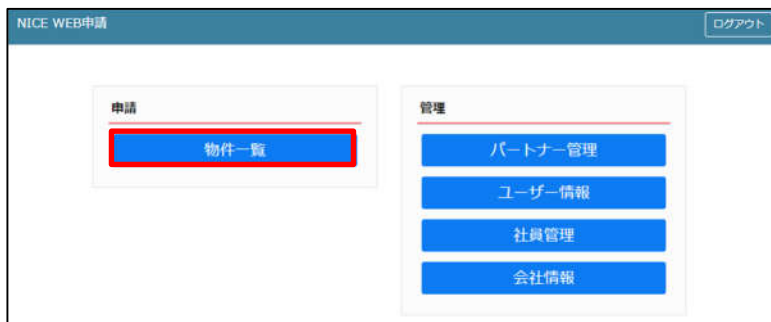 NICE WEB申請
ログアウト
申請
物件一覧
管理
パートナー管理
ユーザー情報
社員管理
会社情報